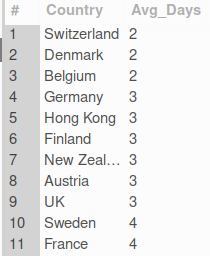 # Country Avg_Days
1 Switzerland 2
2 Denmark 2
3 Belgium 2
4 Germany 3
5 Hong Kong 3
6 Finland 3
7 New Zeal... 3
8 Austria 3
9 UK 3
10 Sweden 4
11 France 4